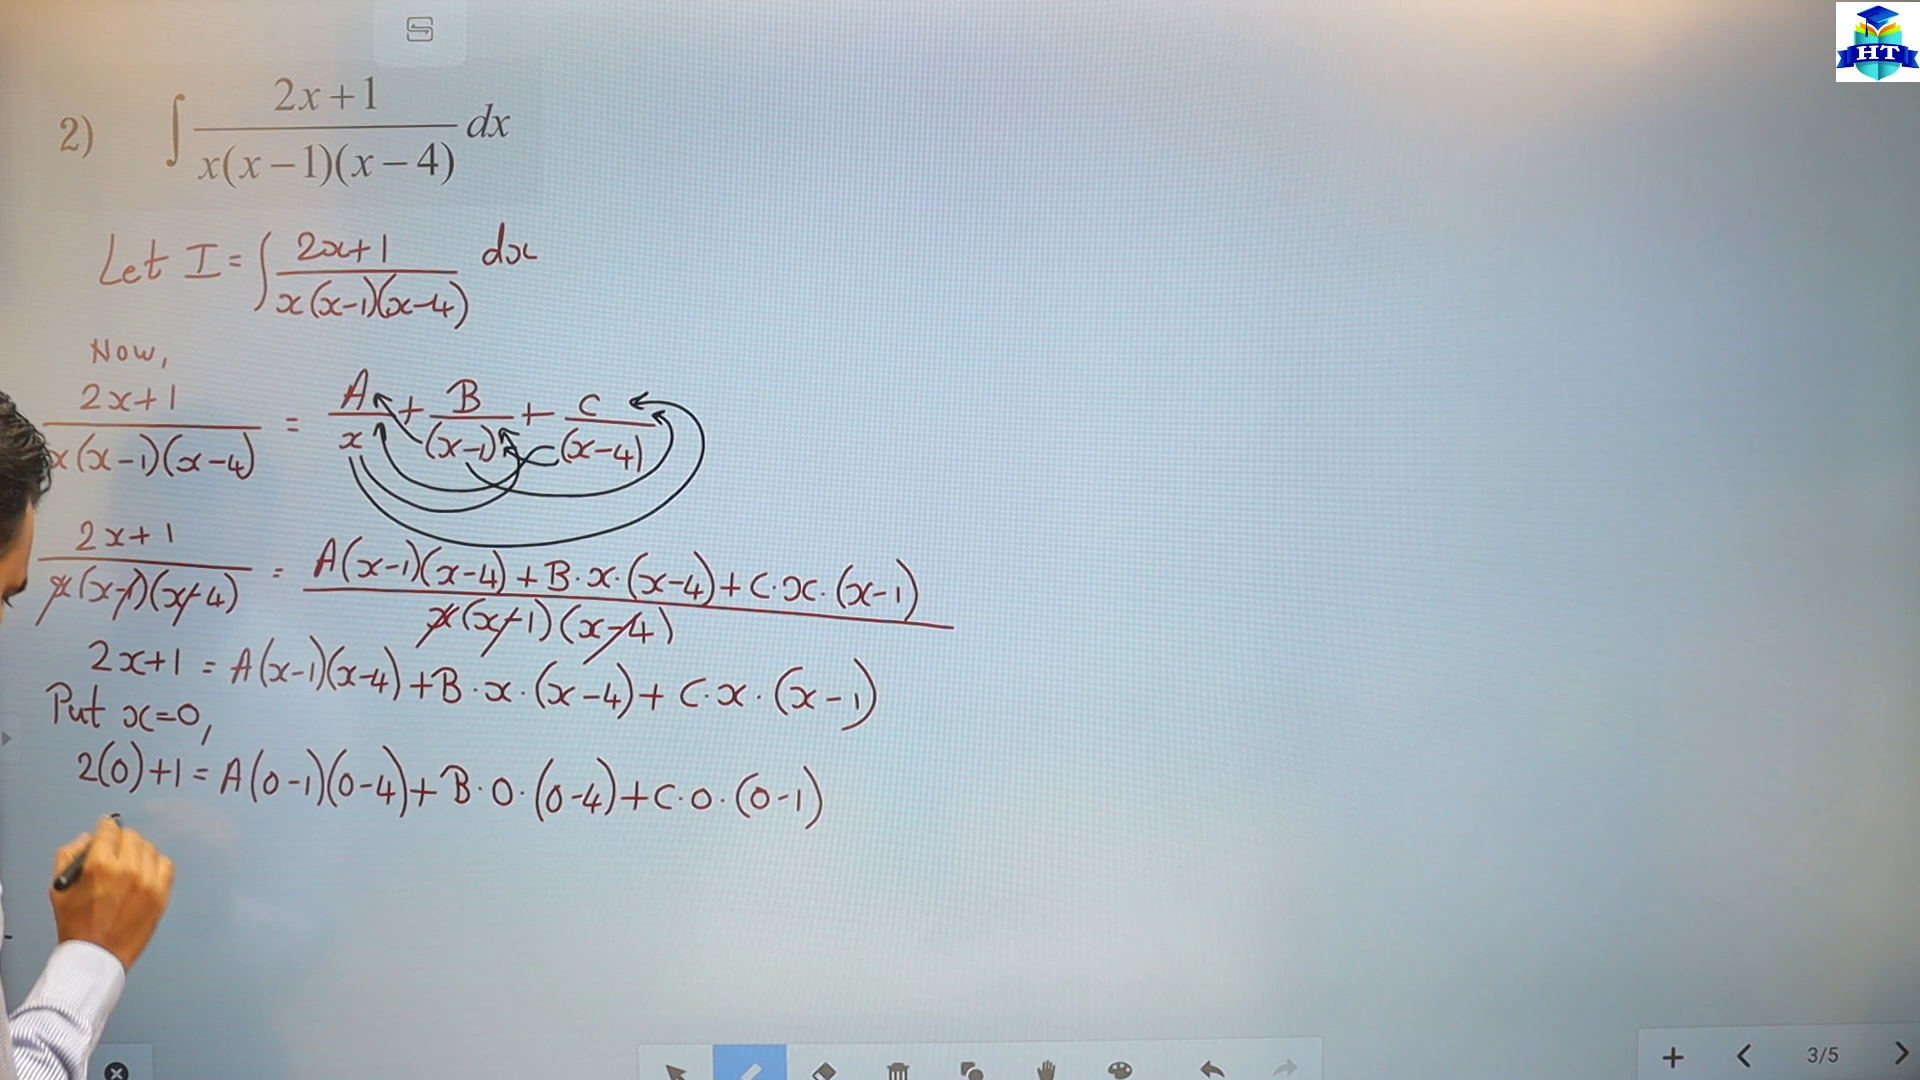 HT
2) ∫ 2x+1 / x(x−1)(x−4) dx
Let I = ∫ 2x+1 / x(x-1)(x-4) dx
Now,
2x+1 / x(x-1)(x-4) = A/x + B/(x-1) + C/(x-4)
2x+1 / x(x-1)(x-4) = A(x-1)(x-4) + B·x·(x-4) + C·x·(x-1) / x(x-1)(x-4)
2x+1 = A(x-1)(x-4) + B·x·(x-4) + C·x·(x-1)
Put x=0,
2(0)+1 = A(0-1)(0-4) + B·0·(0-4) + C·0·(0-1)
3/5